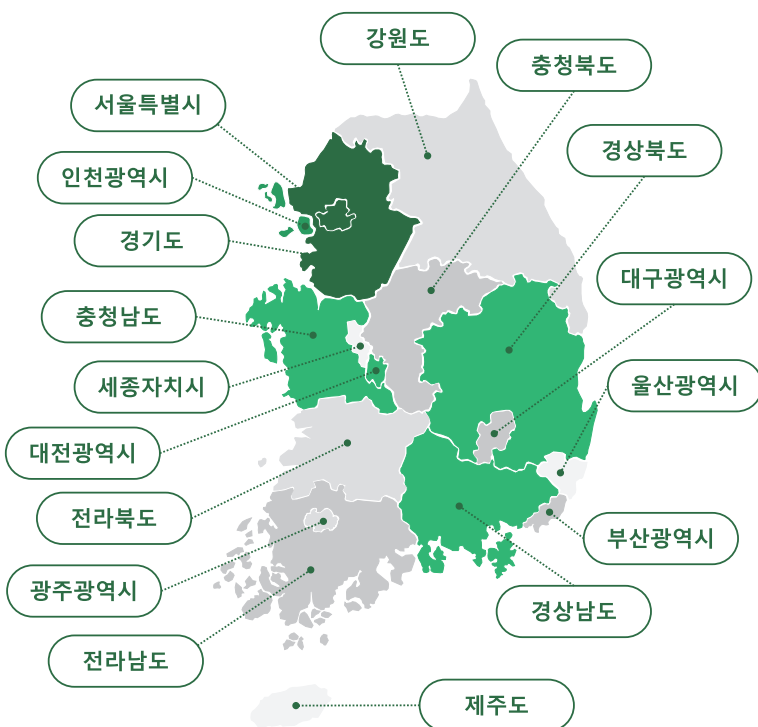 강원도
충청북도
서울특별시
경상북도
인천광역시
경기도
대구광역시
충청남도
세종자치시
울산광역시
대전광역시
전라북도
부산광역시
광주광역시
경상남도
전라남도
제주도